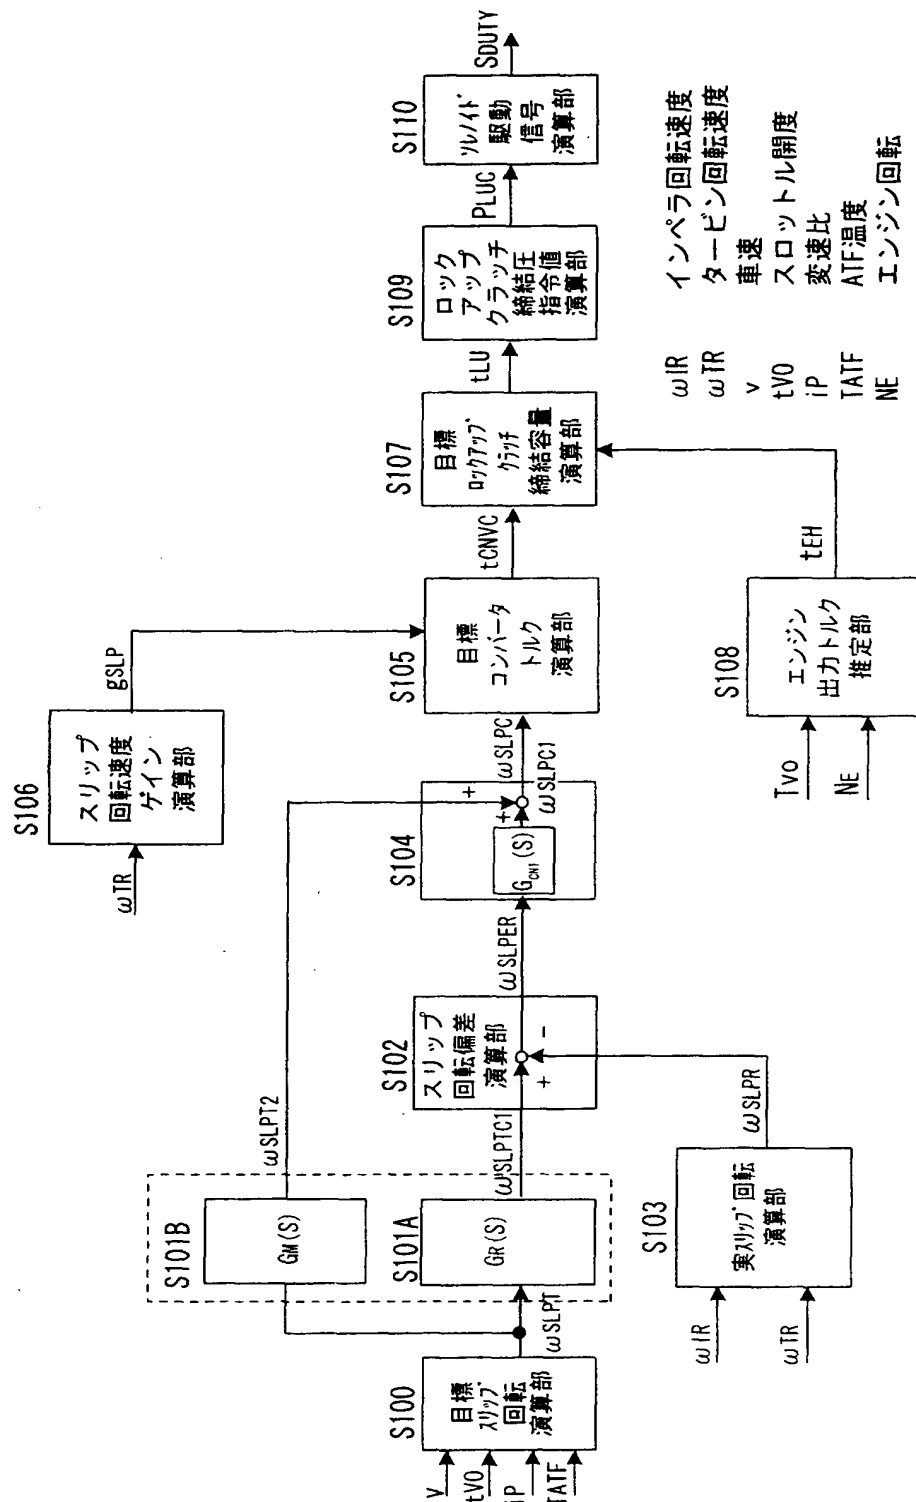 V
tVO
iP
TATF
S100
目標
スリップ
回転
演算部
ωSLPT
S101B
GM(S)
S101A
GR(S)
ωSLPT2
ωSLPTC1
S102
スリップ
回転偏差
演算部
+
-
ωIR
ωTR
S103
実スリップ回転
演算部
ωSLPR
ωSLPER
S104
GCN1(S)
+
+
ωSLPC1
ωSLPC
ωTR
S106
スリップ
回転速度
ゲイン
演算部
gSLP
S105
目標
コンバータ
トルク
演算部
tCNVC
TVO
NE
S108
エンジン
出力トルク
推定部
tEH
S107
目標
ロックアップ
クラッチ
締結容量
演算部
tLU
S109
ロック
アップ
クラッチ
締結圧
指令値
演算部
PLUC
S110
ソレノイド
駆動
信号
演算部
SDUTY
ωIR インペラ回転速度
ωTR タービン回転速度
v 車速
tVO スロットル開度
iP 変速比
TATF ATF温度
NE エンジン回転